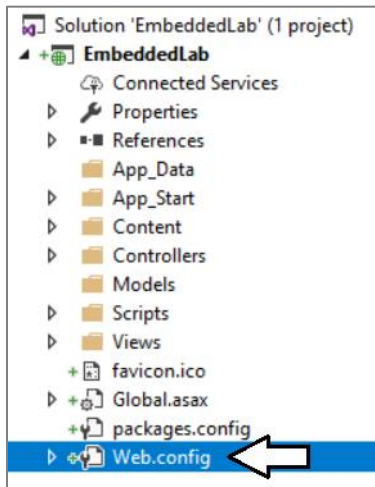 Solution 'EmbeddedLab' (1 project)
EmbeddedLab
Connected Services
Properties
References
App_Data
App_Start
Content
Controllers
Models
Scripts
Views
favicon.ico
Global.asax
packages.config
Web.config